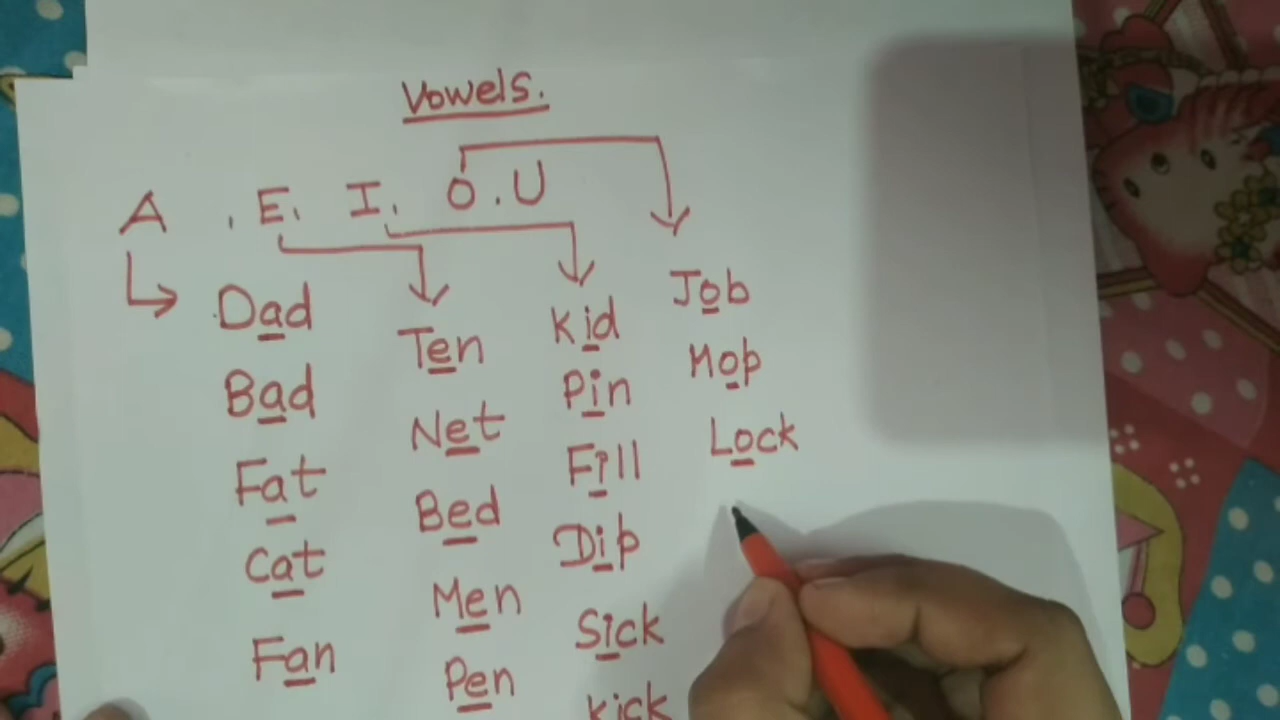 Vowels.
A , E, I, O . U
Dad
Bad
Fat
Cat
Fan
Ten
Net
Bed
Men
Pen
Kid
Pin
Fill
Dip
Sick
Kick
Job
Mop
Lock